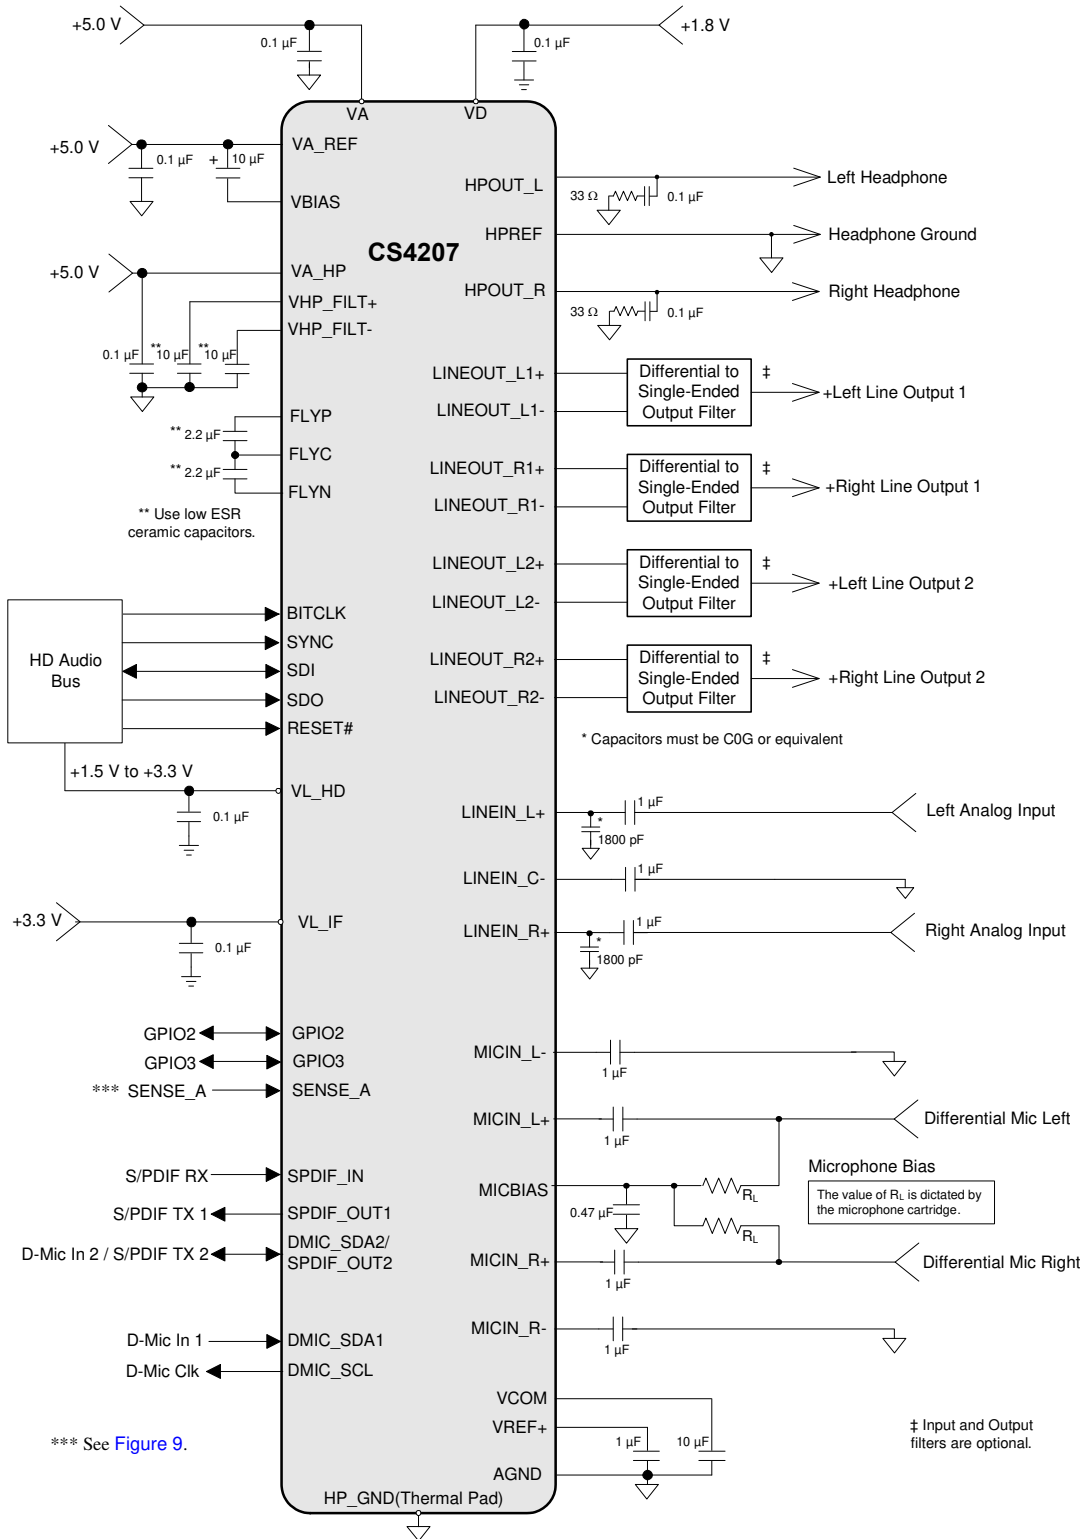 +5.0 V
0.1 µF
0.1 µF
+1.8 V
VA
VD
+5.0 V
0.1 µF
+ 10 µF
VA_REF
VBIAS
CS4207
HPOUT_L
33 Ω
0.1 µF
Left Headphone
HPREF
Headphone Ground
HPOUT_R
33 Ω
0.1 µF
Right Headphone
+5.0 V
VA_HP
VHP_FILT+
VHP_FILT-
0.1 µF
**10 µF
**10 µF
FLYP
** 2.2 µF
FLYC
** 2.2 µF
FLYN
** Use low ESR
ceramic capacitors.
LINEOUT_L1+
LINEOUT_L1-
Differential to
Single-Ended
Output Filter
‡
+Left Line Output 1
LINEOUT_R1+
LINEOUT_R1-
Differential to
Single-Ended
Output Filter
‡
+Right Line Output 1
LINEOUT_L2+
LINEOUT_L2-
Differential to
Single-Ended
Output Filter
‡
+Left Line Output 2
LINEOUT_R2+
LINEOUT_R2-
Differential to
Single-Ended
Output Filter
‡
+Right Line Output 2
* Capacitors must be C0G or equivalent
HD Audio
Bus
BITCLK
SYNC
SDI
SDO
RESET#
+1.5 V to +3.3 V
VL_HD
0.1 µF
+3.3 V
VL_IF
0.1 µF
LINEIN_L+
1 µF
*
1800 pF
Left Analog Input
LINEIN_C-
1 µF
LINEIN_R+
1 µF
*
1800 pF
Right Analog Input
GPIO2
GPIO2
GPIO3
GPIO3
*** SENSE_A
SENSE_A
MICIN_L-
1 µF
MICIN_L+
1 µF
Differential Mic Left
S/PDIF RX
SPDIF_IN
S/PDIF TX 1
SPDIF_OUT1
D-Mic In 2 / S/PDIF TX 2
DMIC_SDA2/
SPDIF_OUT2
MICBIAS
0.47 µF
RL
RL
Microphone Bias
The value of RL is dictated by
the microphone cartridge.
MICIN_R+
1 µF
Differential Mic Right
D-Mic In 1
DMIC_SDA1
D-Mic Clk
DMIC_SCL
MICIN_R-
1 µF
VCOM
VREF+
1 µF
10 µF
AGND
HP_GND(Thermal Pad)
*** See Figure 9.
‡ Input and Output
filters are optional.